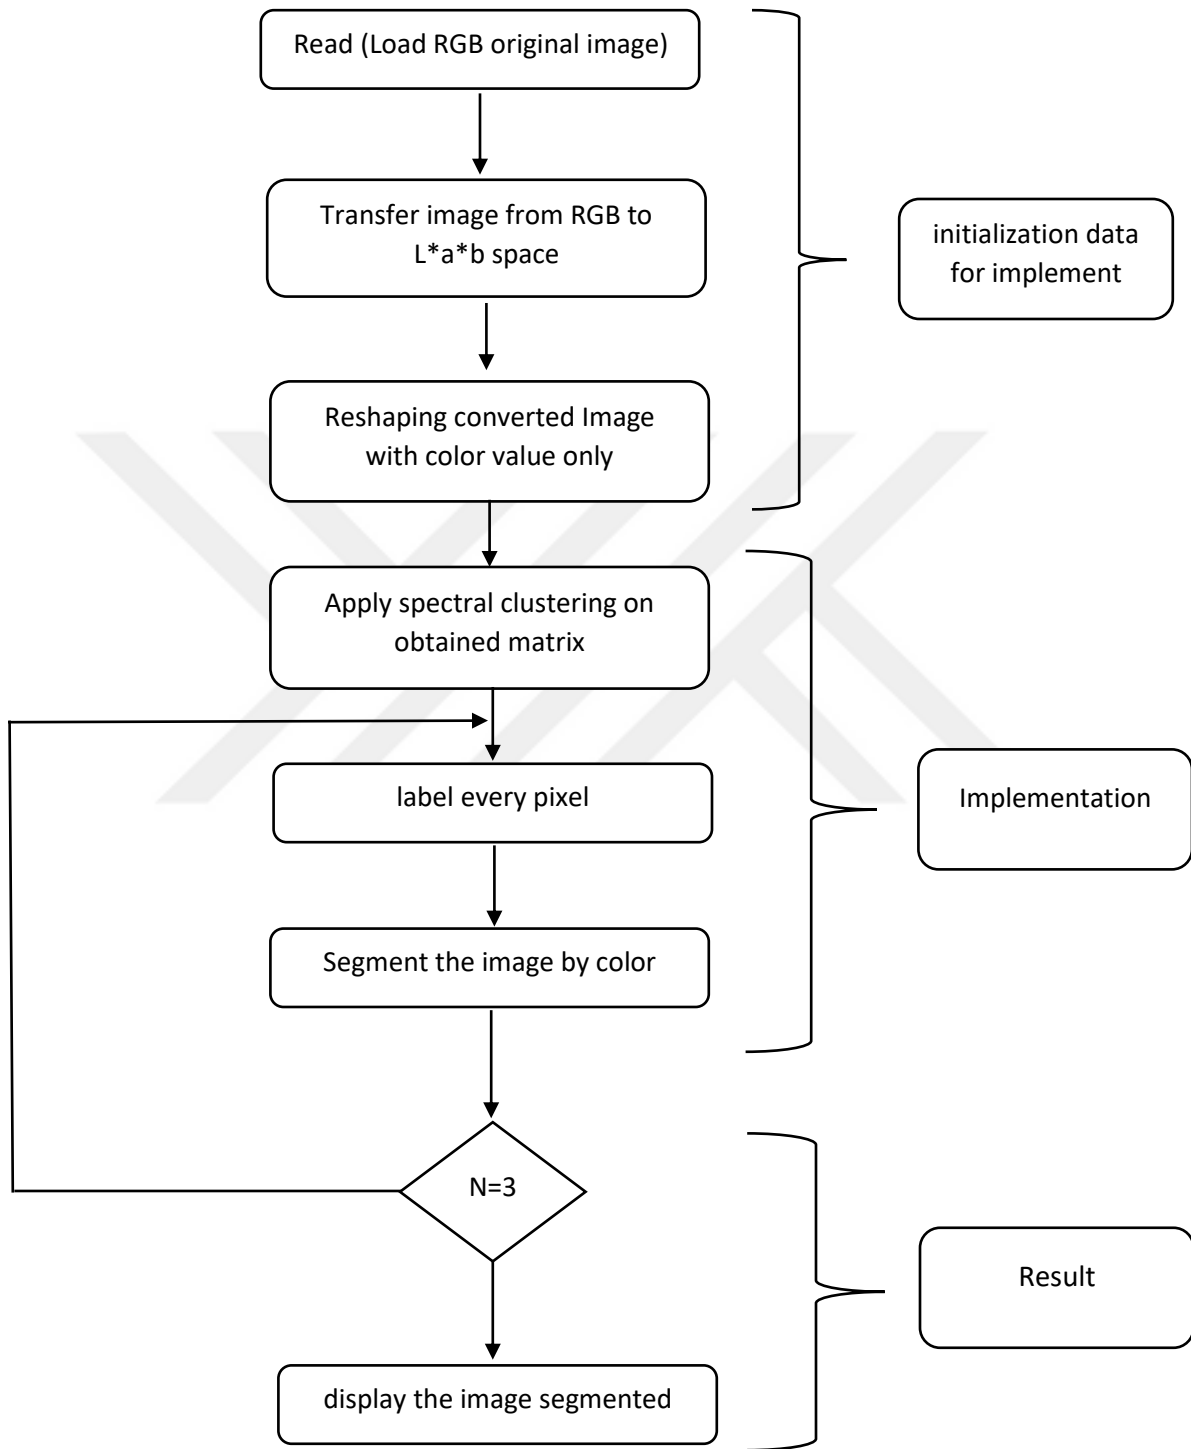 Read (Load RGB original image)
Transfer image from RGB to
L*a*b space
initialization data
for implement
Reshaping converted Image
with color value only
Apply spectral clustering on
obtained matrix
label every pixel
Implementation
Segment the image by color
N=3
Result
display the image segmented